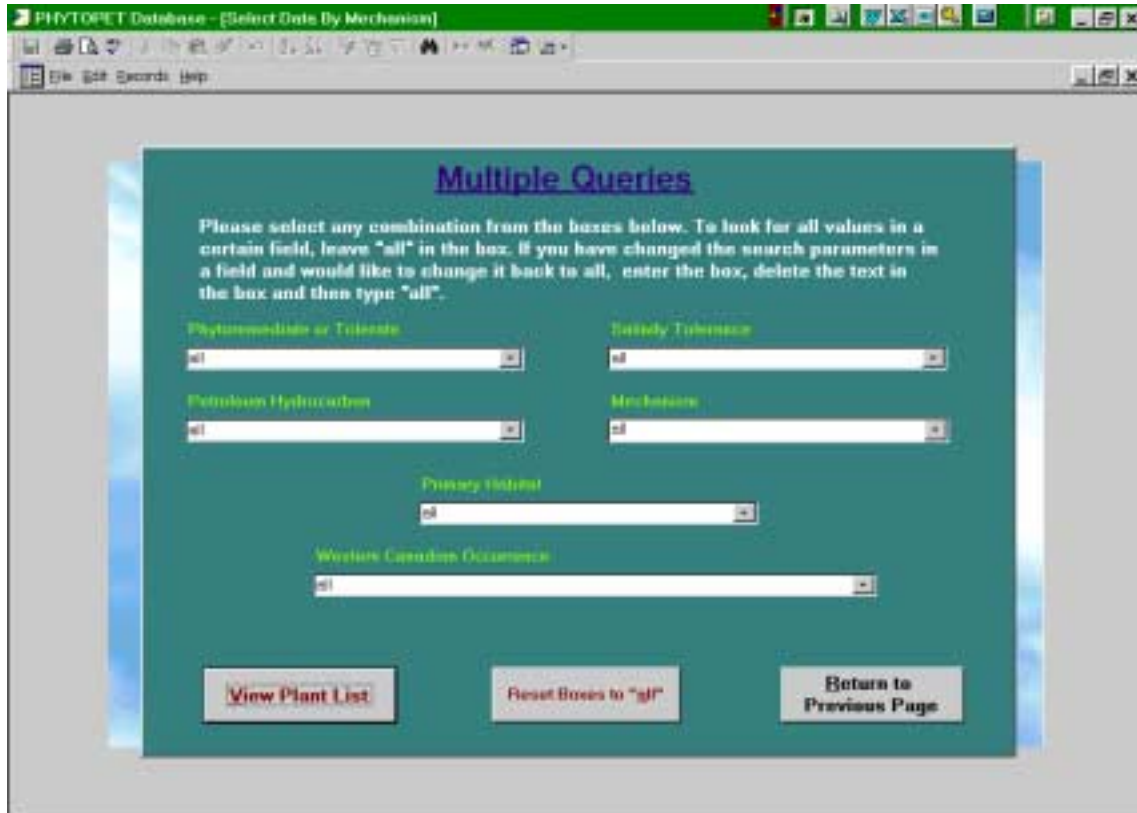 PHYTOPET Database - [Select Data By Mechanism]
File Edit Records Help
Multiple Queries
Please select any combination from the boxes below. To look for all values in a
certain field, leave "all" in the box. If you have changed the search parameters in
a field and would like to change it back to all, enter the box, delete the text in
the box and then type "all".
Phytoremediate or Tolerate
Salinity Tolerance
all
all
Petroleum Hydrocarbon
Mechanism
all
all
Primary Habitat
all
Western Canadian Occurrence
all
View Plant List
Reset Boxes to "all"
Return to
Previous Page